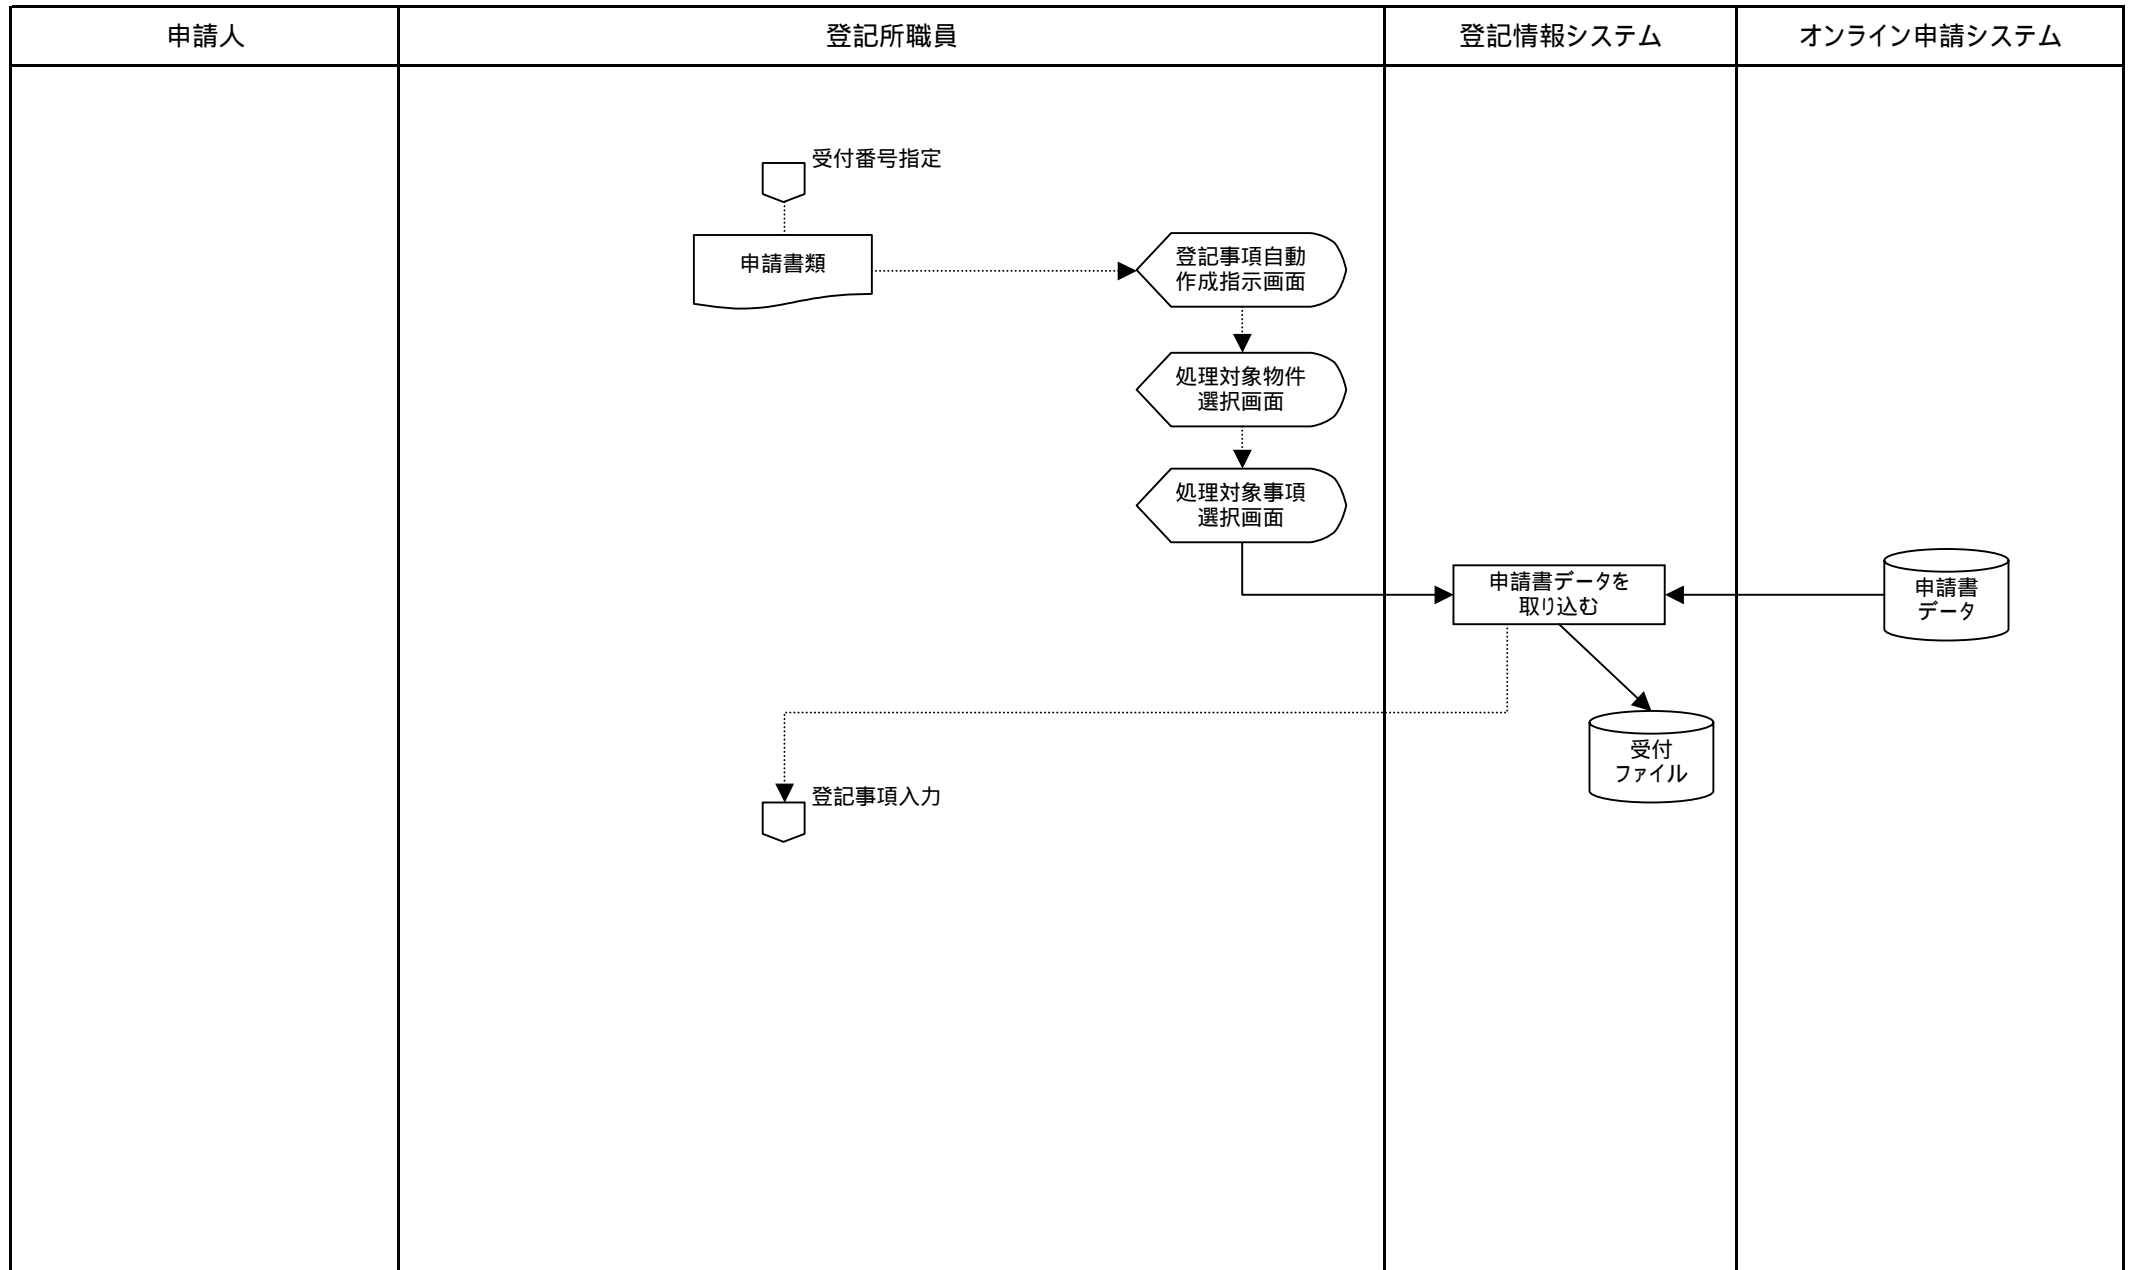 申請人
登記所職員
登記情報システム
オンライン申請システム
受付番号指定
申請書類
登記事項自動
作成指示画面
処理対象物件
選択画面
処理対象事項
選択画面
申請書データを
取り込む
申請書
データ
受付
ファイル
登記事項入力